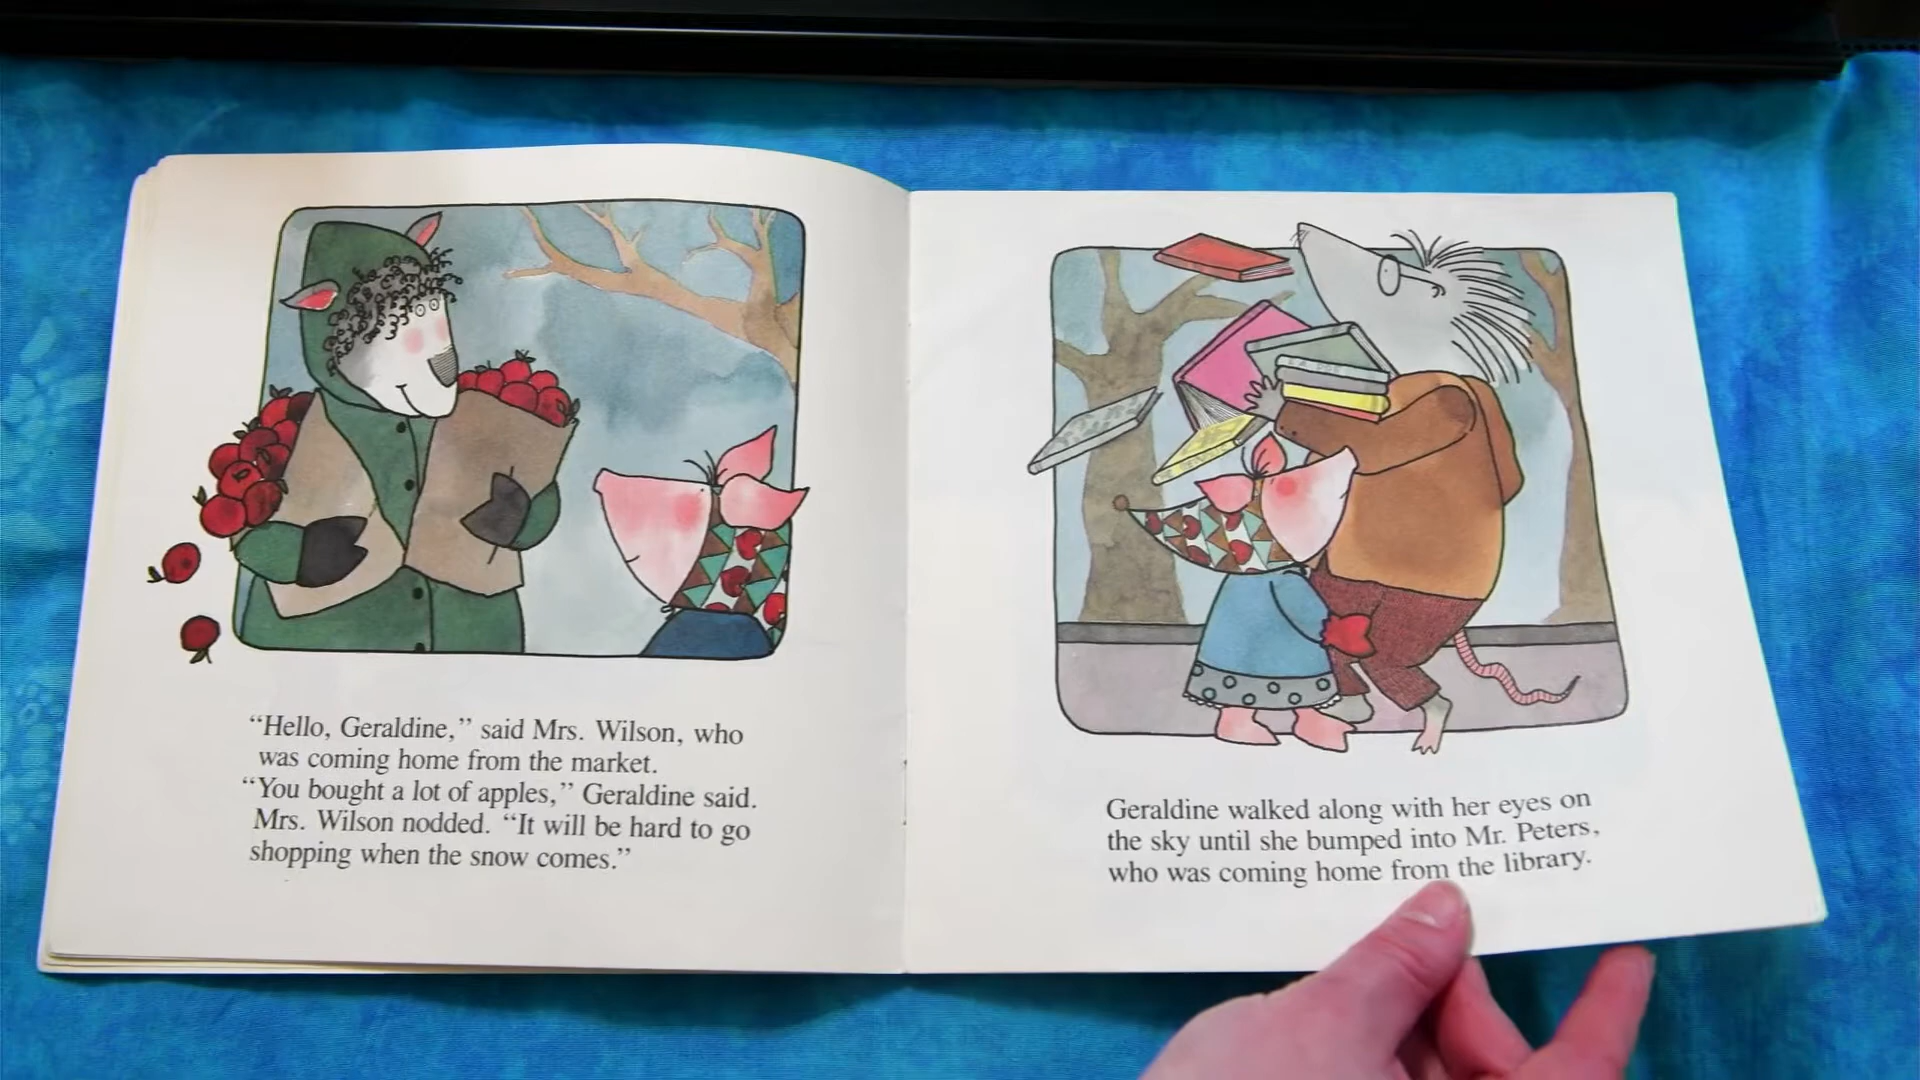 “Hello, Geraldine,” said Mrs. Wilson, who
was coming home from the market.
“You bought a lot of apples,” Geraldine said.
Mrs. Wilson nodded. “It will be hard to go
shopping when the snow comes.”
Geraldine walked along with her eyes on
the sky until she bumped into Mr. Peters,
who was coming home from the library.